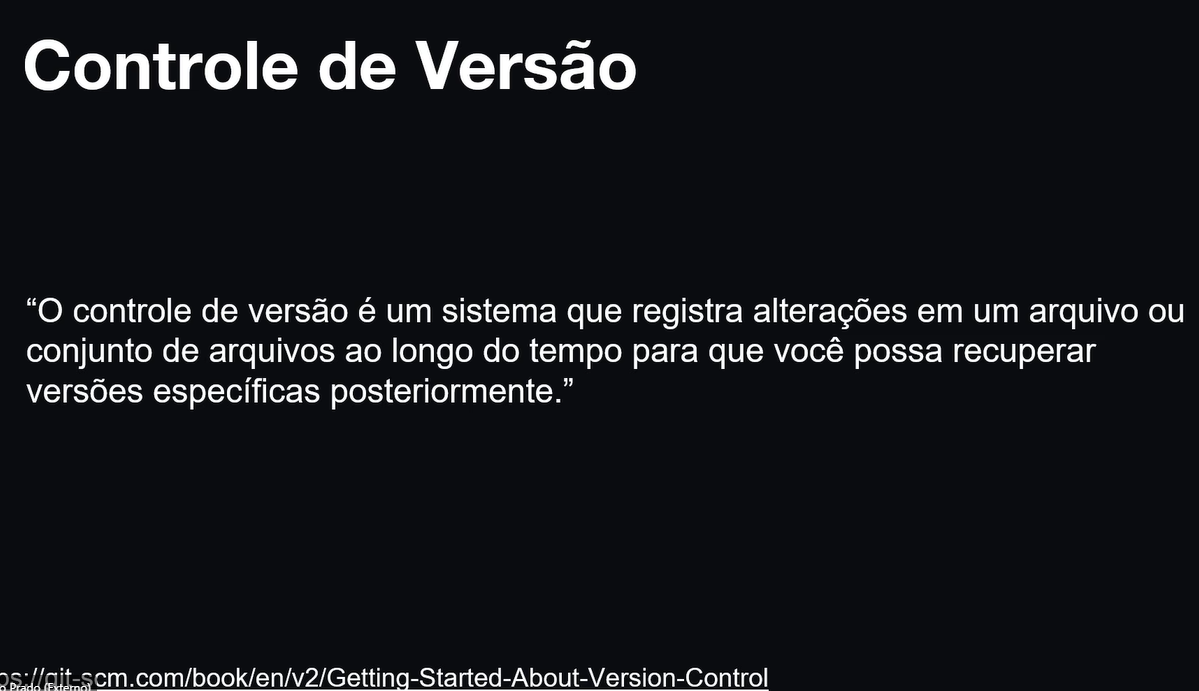 Controle de Versão
“O controle de versão é um sistema que registra alterações em um arquivo ou
conjunto de arquivos ao longo do tempo para que você possa recuperar
versões específicas posteriormente.”
ps://git-scm.com/book/en/v2/Getting-Started-About-Version-Control
o Prado (Externo)